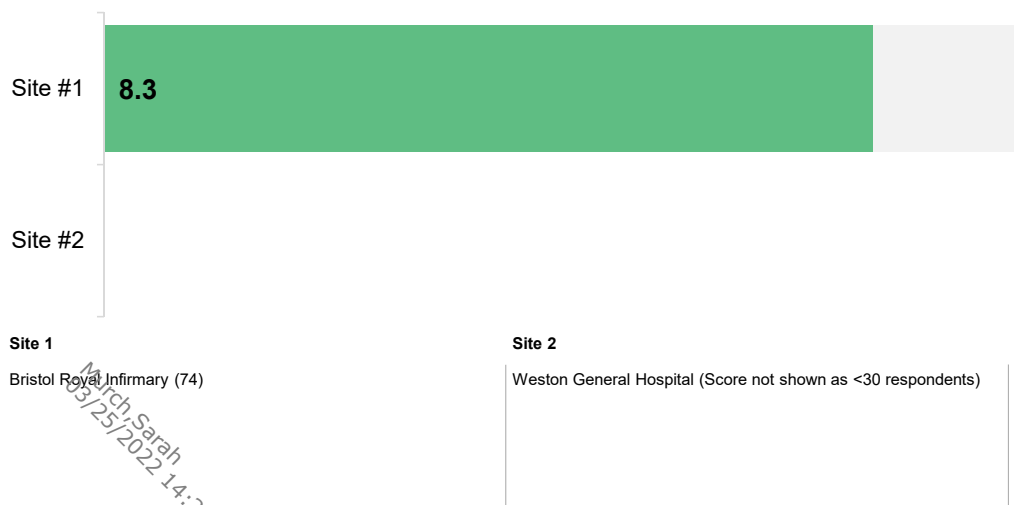 Site #1
8.3
Site #2
Site 1
Site 2
Bristol Royal Infirmary (74)
Weston General Hospital (Score not shown as <30 respondents)
Murch,Sarah
03/25/2022 14: